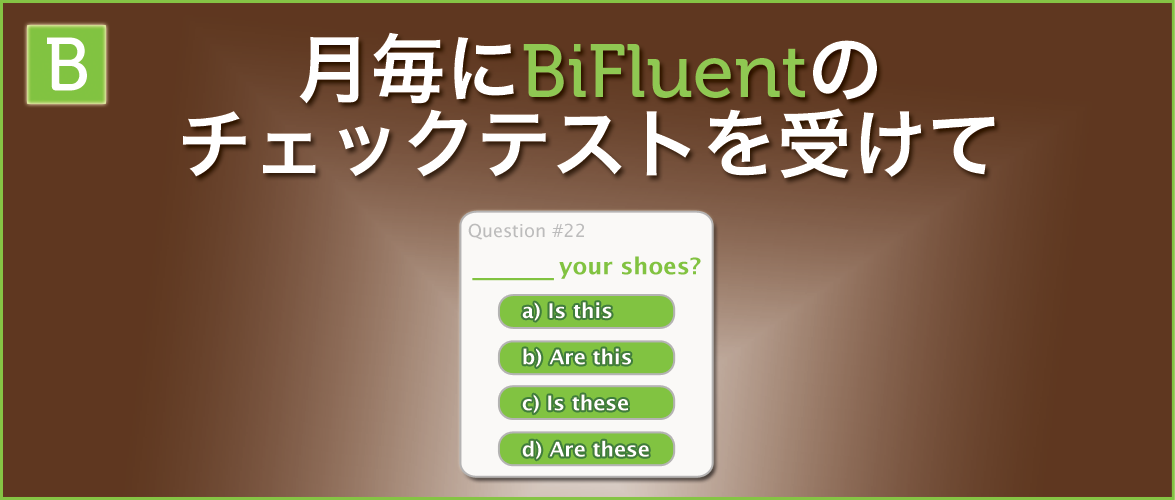 B
月毎にBiFluentの
チェックテストを受けて
Question #22
______ your shoes?
a) Is this
b) Are this
c) Is these
d) Are these